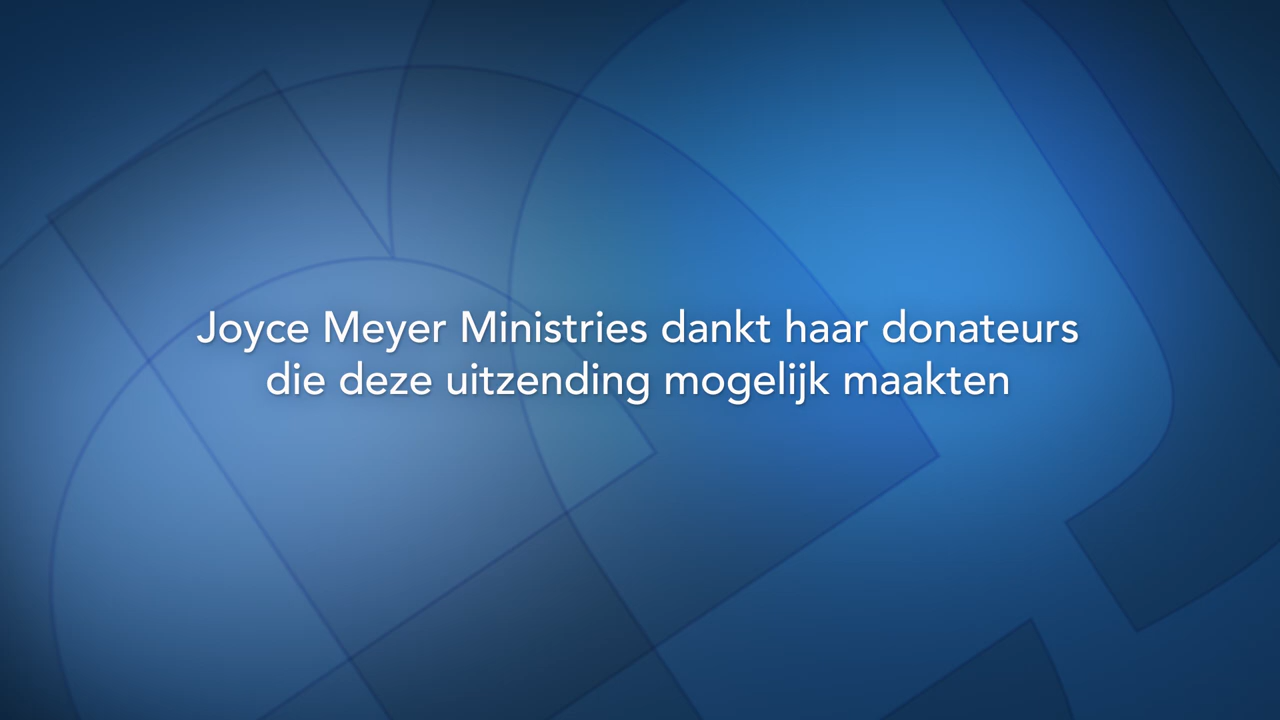 Joyce Meyer Ministries dankt haar donateurs
die deze uitzending mogelijk maakten